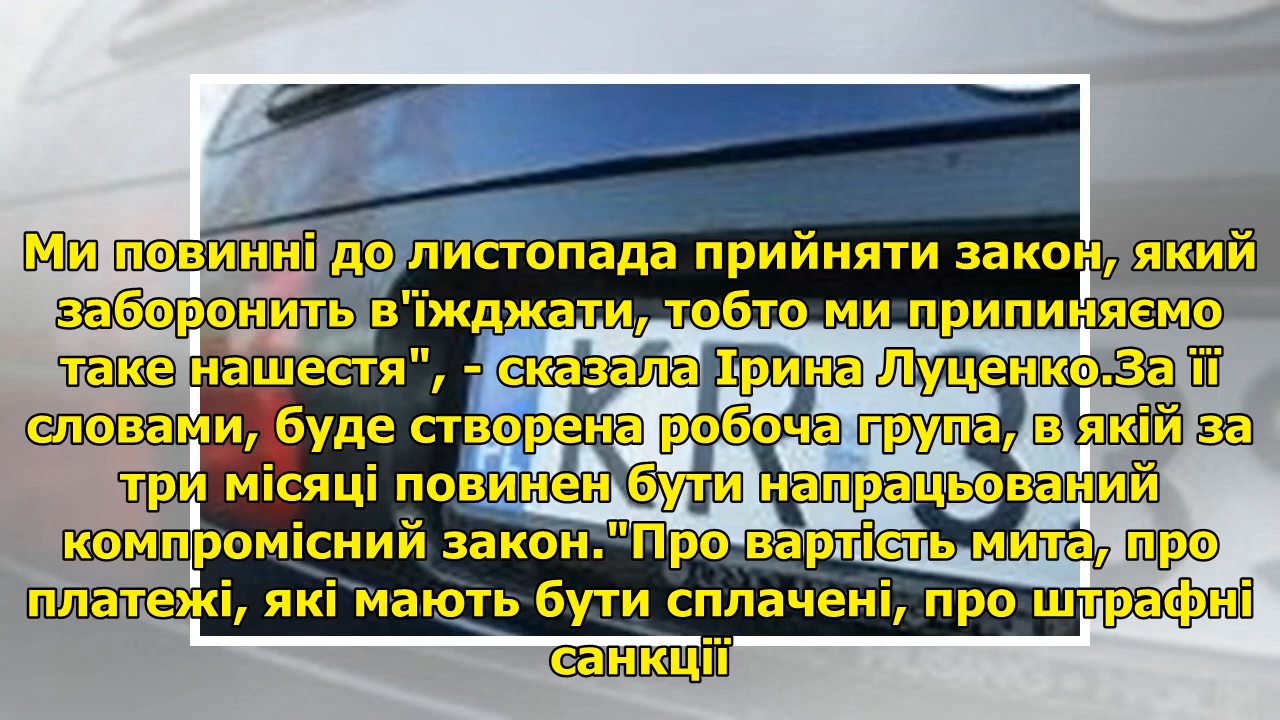 Ми повинні до листопада прийняти закон, який
заборонить в'їжджати, тобто ми припиняємо
таке нашестя", - сказала Ірина Луценко.За її
словами, буде створена робоча група, в якій за
три місяці повинен бути напрацьований
компромісний закон."Про вартість мита, про
платежі, які мають бути сплачені, про штрафні
санкції
KR 3